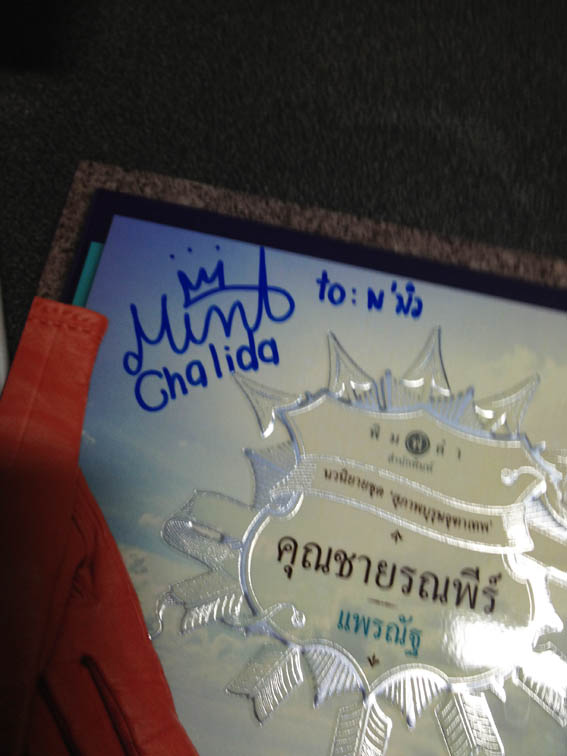 Mint
Chalida
to: น'มิว
พิมพ์คำ
สำนักพิมพ์
นวนิยายชุด 'สุภาพบุรุษจุฑาเทพ'
คุณชายรณพีร์
แพรณัฐ